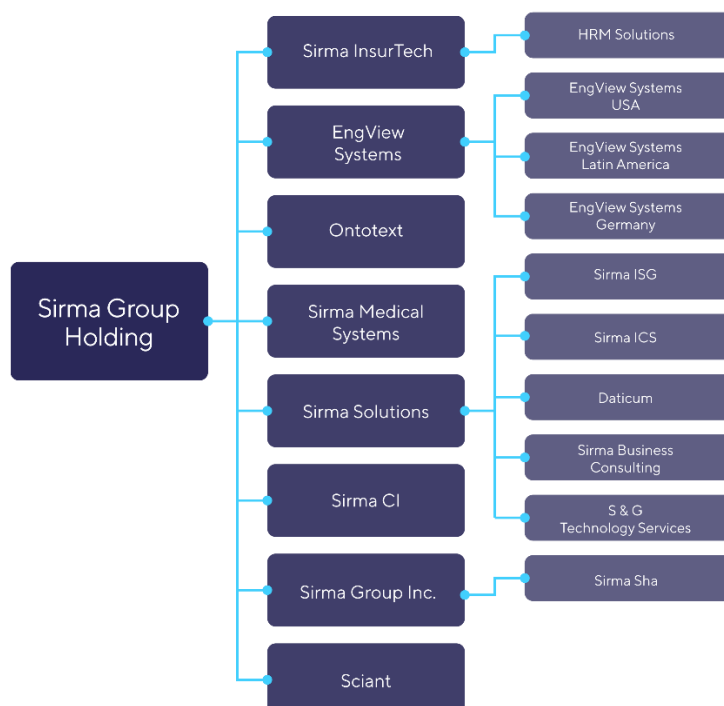 Sirma Group
Holding
Sirma InsurTech
EngView
Systems
Ontotext
Sirma Medical
Systems
Sirma Solutions
Sirma CI
Sirma Group Inc.
Sciant
HRM Solutions
EngView Systems
USA
EngView Systems
Latin America
EngView Systems
Germany
Sirma ISG
Sirma ICS
Daticum
Sirma Business
Consulting
S & G
Technology Services
Sirma Sha